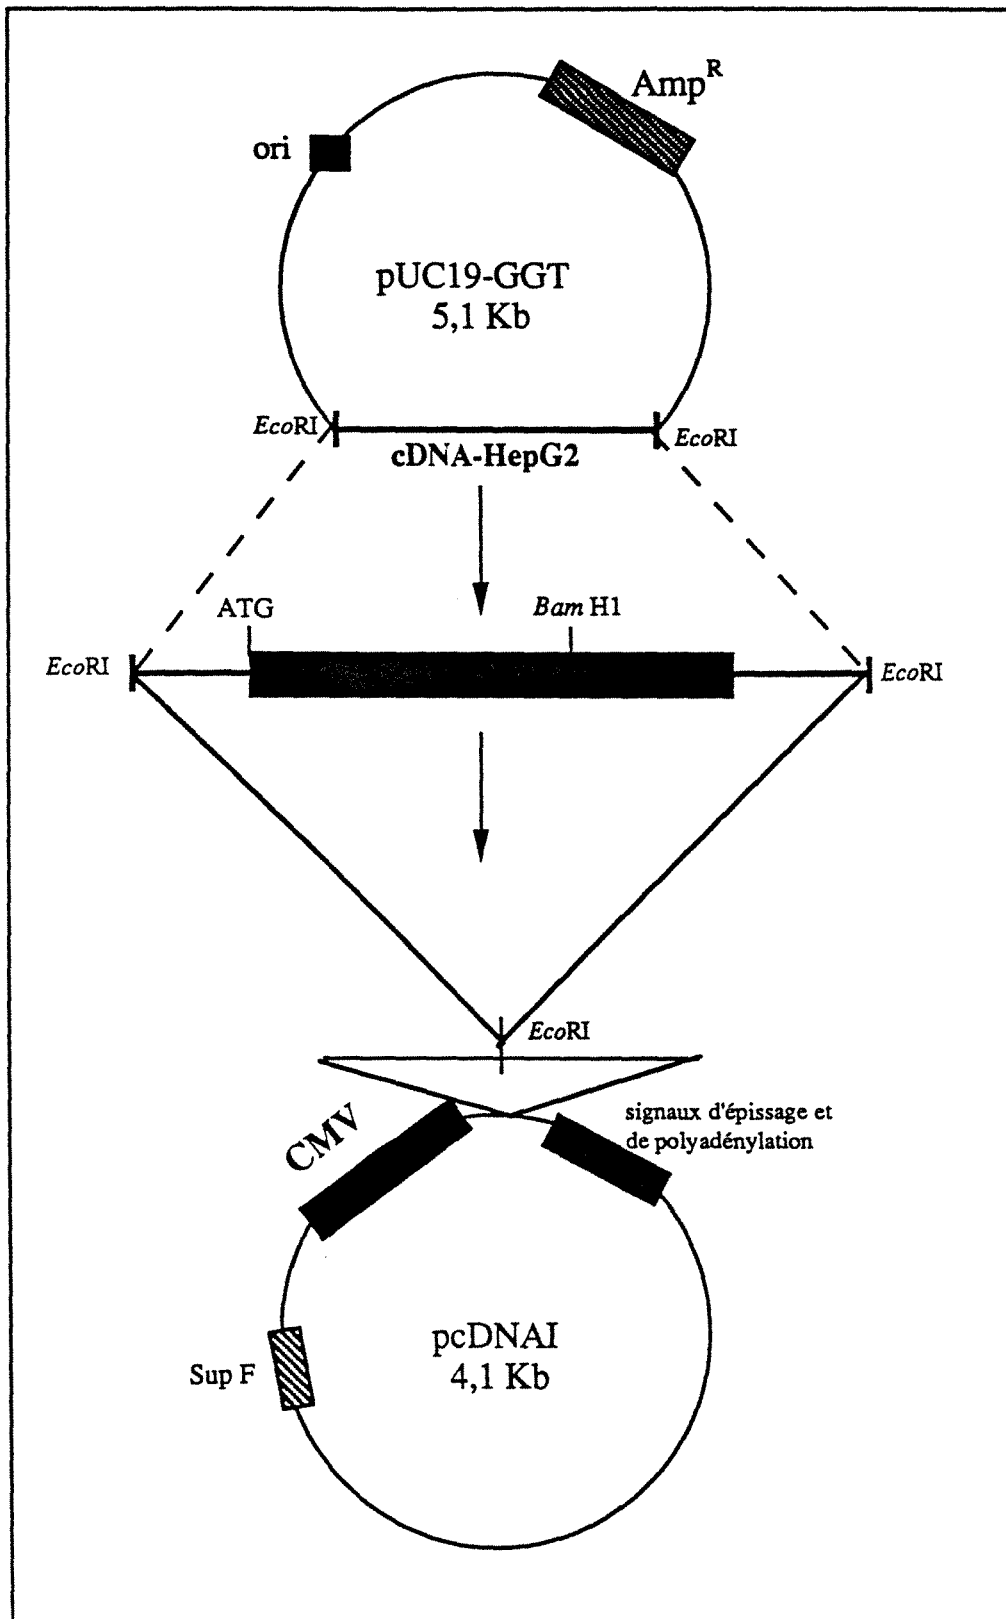 Amp^R
ori
pUC19-GGT
5,1 Kb
EcoRI
EcoRI
cDNA-HepG2
ATG
Bam H1
EcoRI
EcoRI
EcoRI
CMV
signaux d'épissage et
de polyadénylation
pcDNAI
4,1 Kb
Sup F